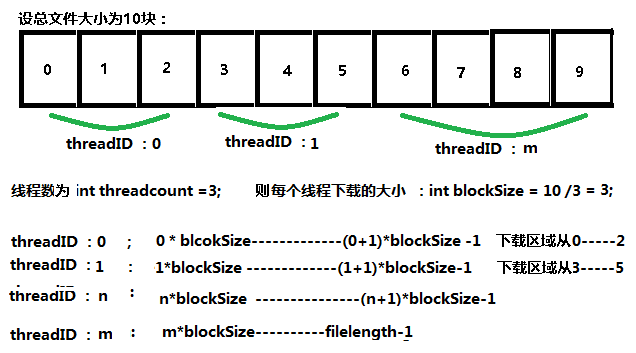 设总文件大小为10块：
0 1 2 3 4 5 6 7 8 9
threadID ：0 threadID ：1 threadID ：m
线程数为 int threadcount =3; 则每个线程下载的大小 ：int blockSize = 10 /3 = 3;
threadID ：0 ； 0 * blcokSize-------------(0+1)*blockSize -1 下载区域从0-----2
threadID ：1 ： 1*blockSize -------------(1+1)*blockSize-1 下载区域从3-----5
threadID ：n ： n*blockSize ---------------(n+1)*blockSize-1
threadID ：m ： m*blockSize----------filelength-1